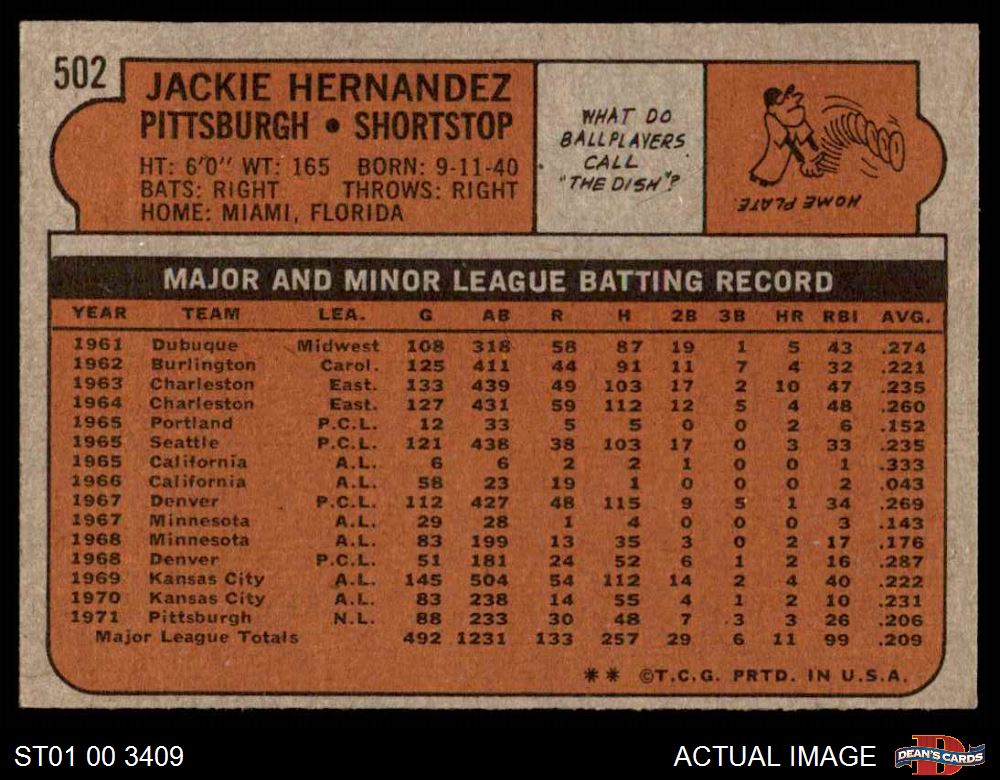 502
JACKIE HERNANDEZ
PITTSBURGH • SHORTSTOP
HT: 6'0" WT: 165 BORN: 9-11-40
BATS: RIGHT THROWS: RIGHT
HOME: MIAMI, FLORIDA
WHAT DO
BALLPLAYERS
CALL
"THE DISH"?
HOME PLATE.
MAJOR AND MINOR LEAGUE BATTING RECORD
YEAR TEAM LEA. G AB R H 2B 3B HR RBI AVG.
1961 Dubuque Midwest 108 318 58 87 19 1 5 43 .274
1962 Burlington Carol. 125 411 44 91 11 7 4 32 .221
1963 Charleston East. 133 439 49 103 17 2 10 47 .235
1964 Charleston East. 127 431 59 112 12 5 4 48 .260
1965 Portland P.C.L. 12 33 5 5 0 0 2 6 .152
1965 Seattle P.C.L. 121 438 38 103 17 0 3 33 .235
1965 California A.L. 6 6 2 2 1 0 0 1 .333
1966 California A.L. 58 23 19 1 0 0 0 2 .043
1967 Denver P.C.L. 112 427 48 115 9 5 1 34 .269
1967 Minnesota A.L. 29 28 1 4 0 0 0 3 .143
1968 Minnesota A.L. 83 199 13 35 3 0 2 17 .176
1968 Denver P.C.L. 51 181 24 52 6 1 2 16 .287
1969 Kansas City A.L. 145 504 54 112 14 2 4 40 .222
1970 Kansas City A.L. 83 238 14 55 4 1 2 10 .231
1971 Pittsburgh N.L. 88 233 30 48 7 3 3 26 .206
Major League Totals 492 1231 133 257 29 6 11 99 .209
** ©T.C.G. PRTD. IN U.S.A.
ST01 00 3409
ACTUAL IMAGE
D
DEAN'S CARDS